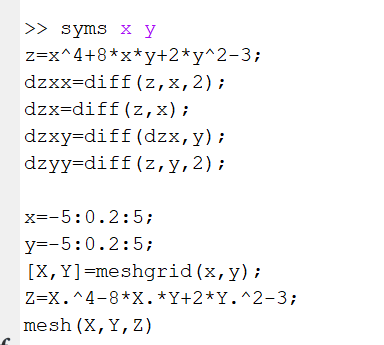 >> syms x y
z=x^4+8*x*y+2*y^2-3;
dzxx=diff(z,x,2);
dzx=diff(z,x);
dzxy=diff(dzx,y);
dzyy=diff(z,y,2);
x=-5:0.2:5;
y=-5:0.2:5;
[X,Y]=meshgrid(x,y);
Z=X.^4-8*X.*Y+2*Y.^2-3;
mesh(X,Y,Z)